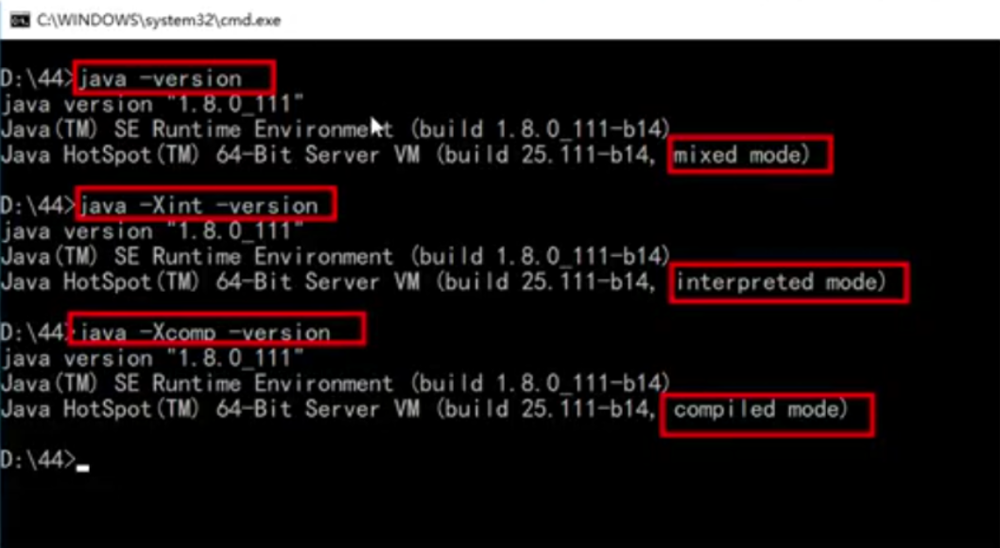 C:\WINDOWS\system32\cmd.exe
D:\44>java -version
java version "1.8.0_111"
Java(TM) SE Runtime Environment (build 1.8.0_111-b14)
Java HotSpot(TM) 64-Bit Server VM (build 25.111-b14, mixed mode)
D:\44>java -Xint -version
java version "1.8.0_111"
Java(TM) SE Runtime Environment (build 1.8.0_111-b14)
Java HotSpot(TM) 64-Bit Server VM (build 25.111-b14, interpreted mode)
D:\44>java -Xcomp -version
java version "1.8.0_111"
Java(TM) SE Runtime Environment (build 1.8.0_111-b14)
Java HotSpot(TM) 64-Bit Server VM (build 25.111-b14, compiled mode)
D:\44>